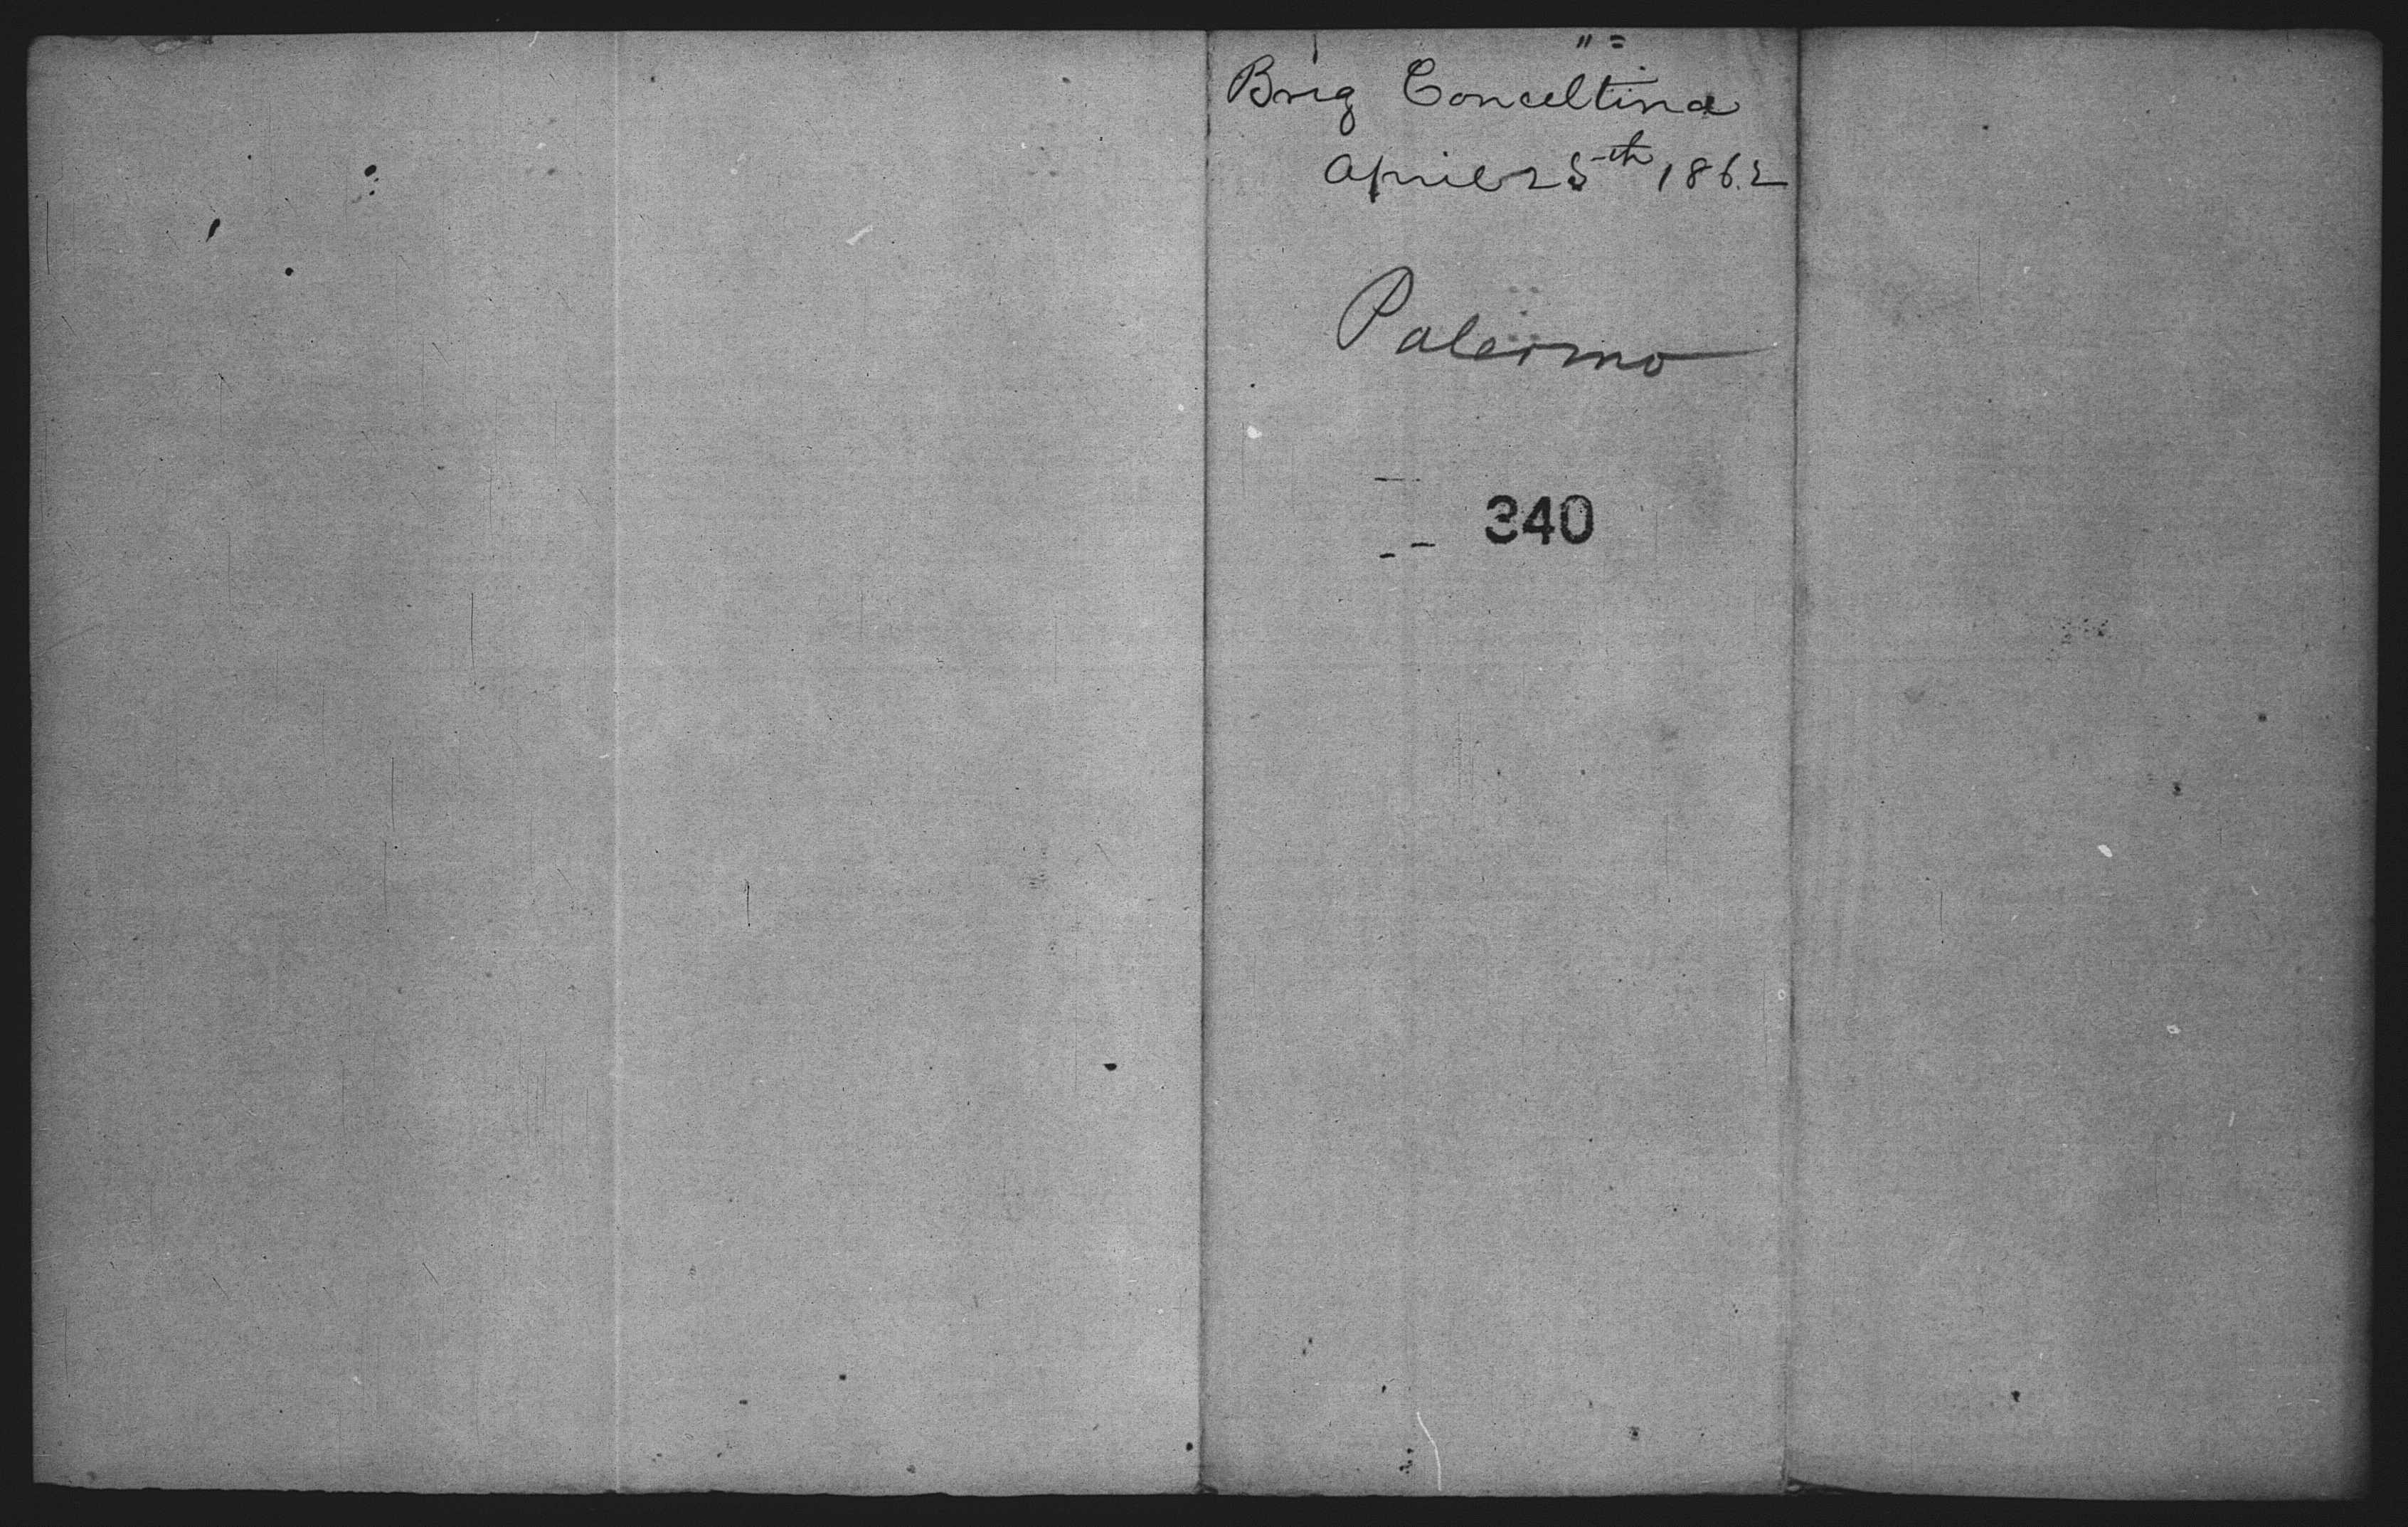 " =
Brig Concettina
April 25th 1862
Palermo
340